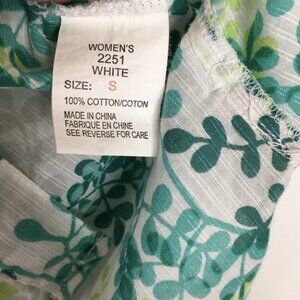 WOMEN'S
2251
WHITE
SIZE: S
100% COTTON/COTON
MADE IN CHINA
FABRIQUE EN CHINE
SEE REVERSE FOR CARE